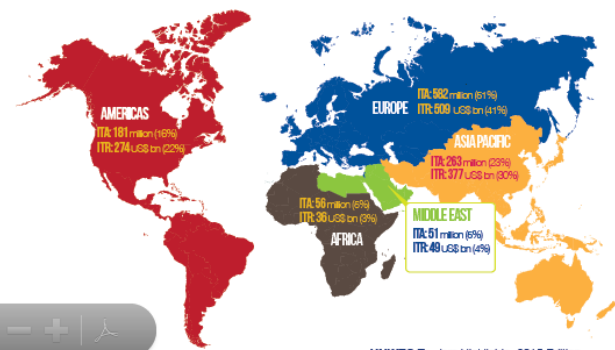 AMERICAS
ITA: 181 million (16%)
ITR: 274 US$ bn (22%)
EUROPE
ITA: 582 million (51%)
ITR: 509 US$ bn (41%)
ASIA PACIFIC
ITA: 263 million (23%)
ITR: 377 US$ bn (30%)
ITA: 56 million (5%)
ITR: 36 US$ bn (3%)
AFRICA
MIDDLE EAST
ITA: 51 million (5%)
ITR: 49 US$ bn (4%)